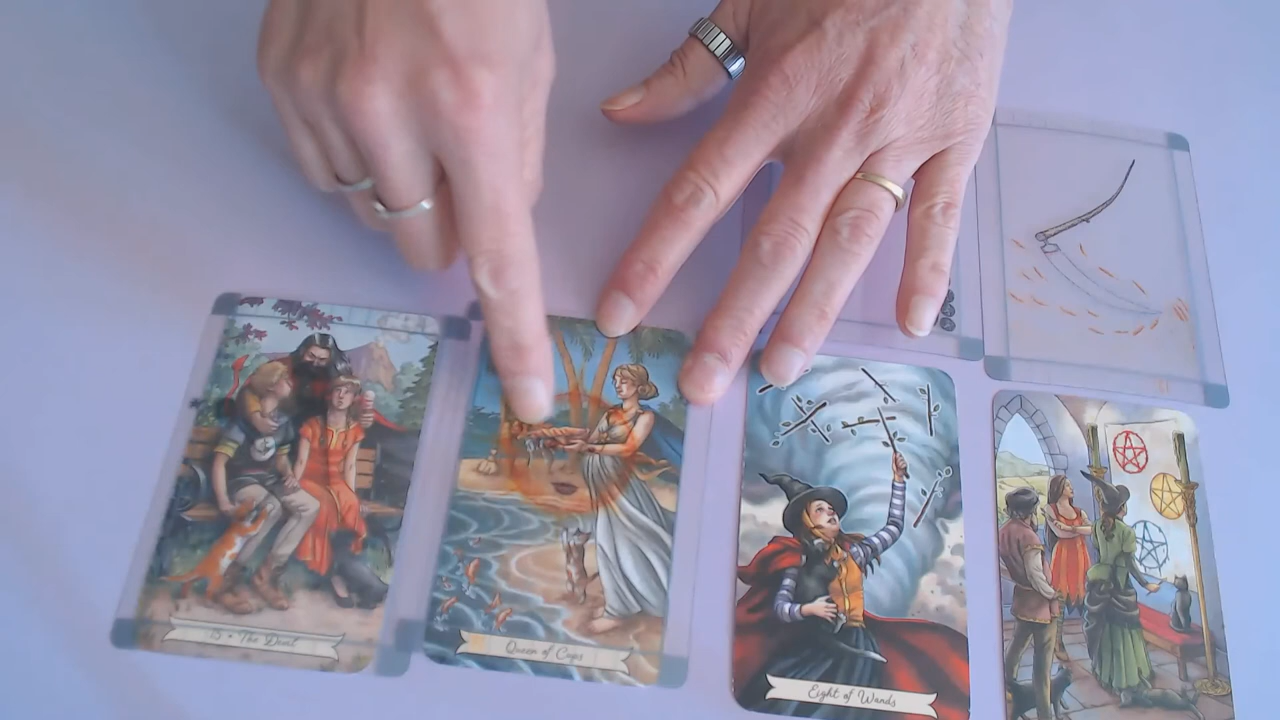 15 • The Devil
Queen of Cups
Eight of Wands